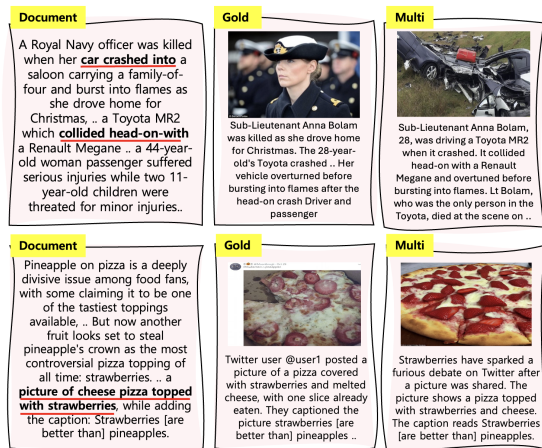 Document
A Royal Navy officer was killed
when her car crashed into a
saloon carrying a family-of-
four and burst into flames as
she drove home for
Christmas, .. a Toyota MR2
which collided head-on-with
a Renault Megane .. a 44-year-
old woman passenger suffered
serious injuries while two 11-
year-old children were
threated for minor injuries..
Gold
Sub-Lieutenant Anna Bolam
was killed as she drove home
for Christmas. The 28-year-
old's Toyota crashed .. Her
vehicle overturned before
bursting into flames after the
head-on crash Driver and
passenger
Multi
Sub-Lieutenant Anna Bolam,
28, was driving a Toyota MR2
when it crashed. It collided
head-on with a Renault
Megane and overtuned before
bursting into flames. Lt Bolam,
who was the only person in the
Toyota, died at the scene on ..
Document
Pineapple on pizza is a deeply
divisive issue among food fans,
with some claiming it to be one
of the tastiest toppings
available, .. But now another
fruit looks set to steal
pineapple's crown as the most
controversial pizza topping of
all time: strawberries. .. a
picture of cheese pizza topped
with strawberries, while adding
the caption: Strawberries [are
better than] pineapples.
Gold
Twitter user @user1 posted a
picture of a pizza covered
with strawberries and melted
cheese, with one slice already
eaten. They captioned the
picture strawberries [are
better than] pineapples ..
Multi
Strawberries have sparked a
furious debate on Twitter after
a picture was shared. The
picture shows a pizza topped
with strawberries and cheese.
The caption reads Strawberries
[are better than] pineapples.